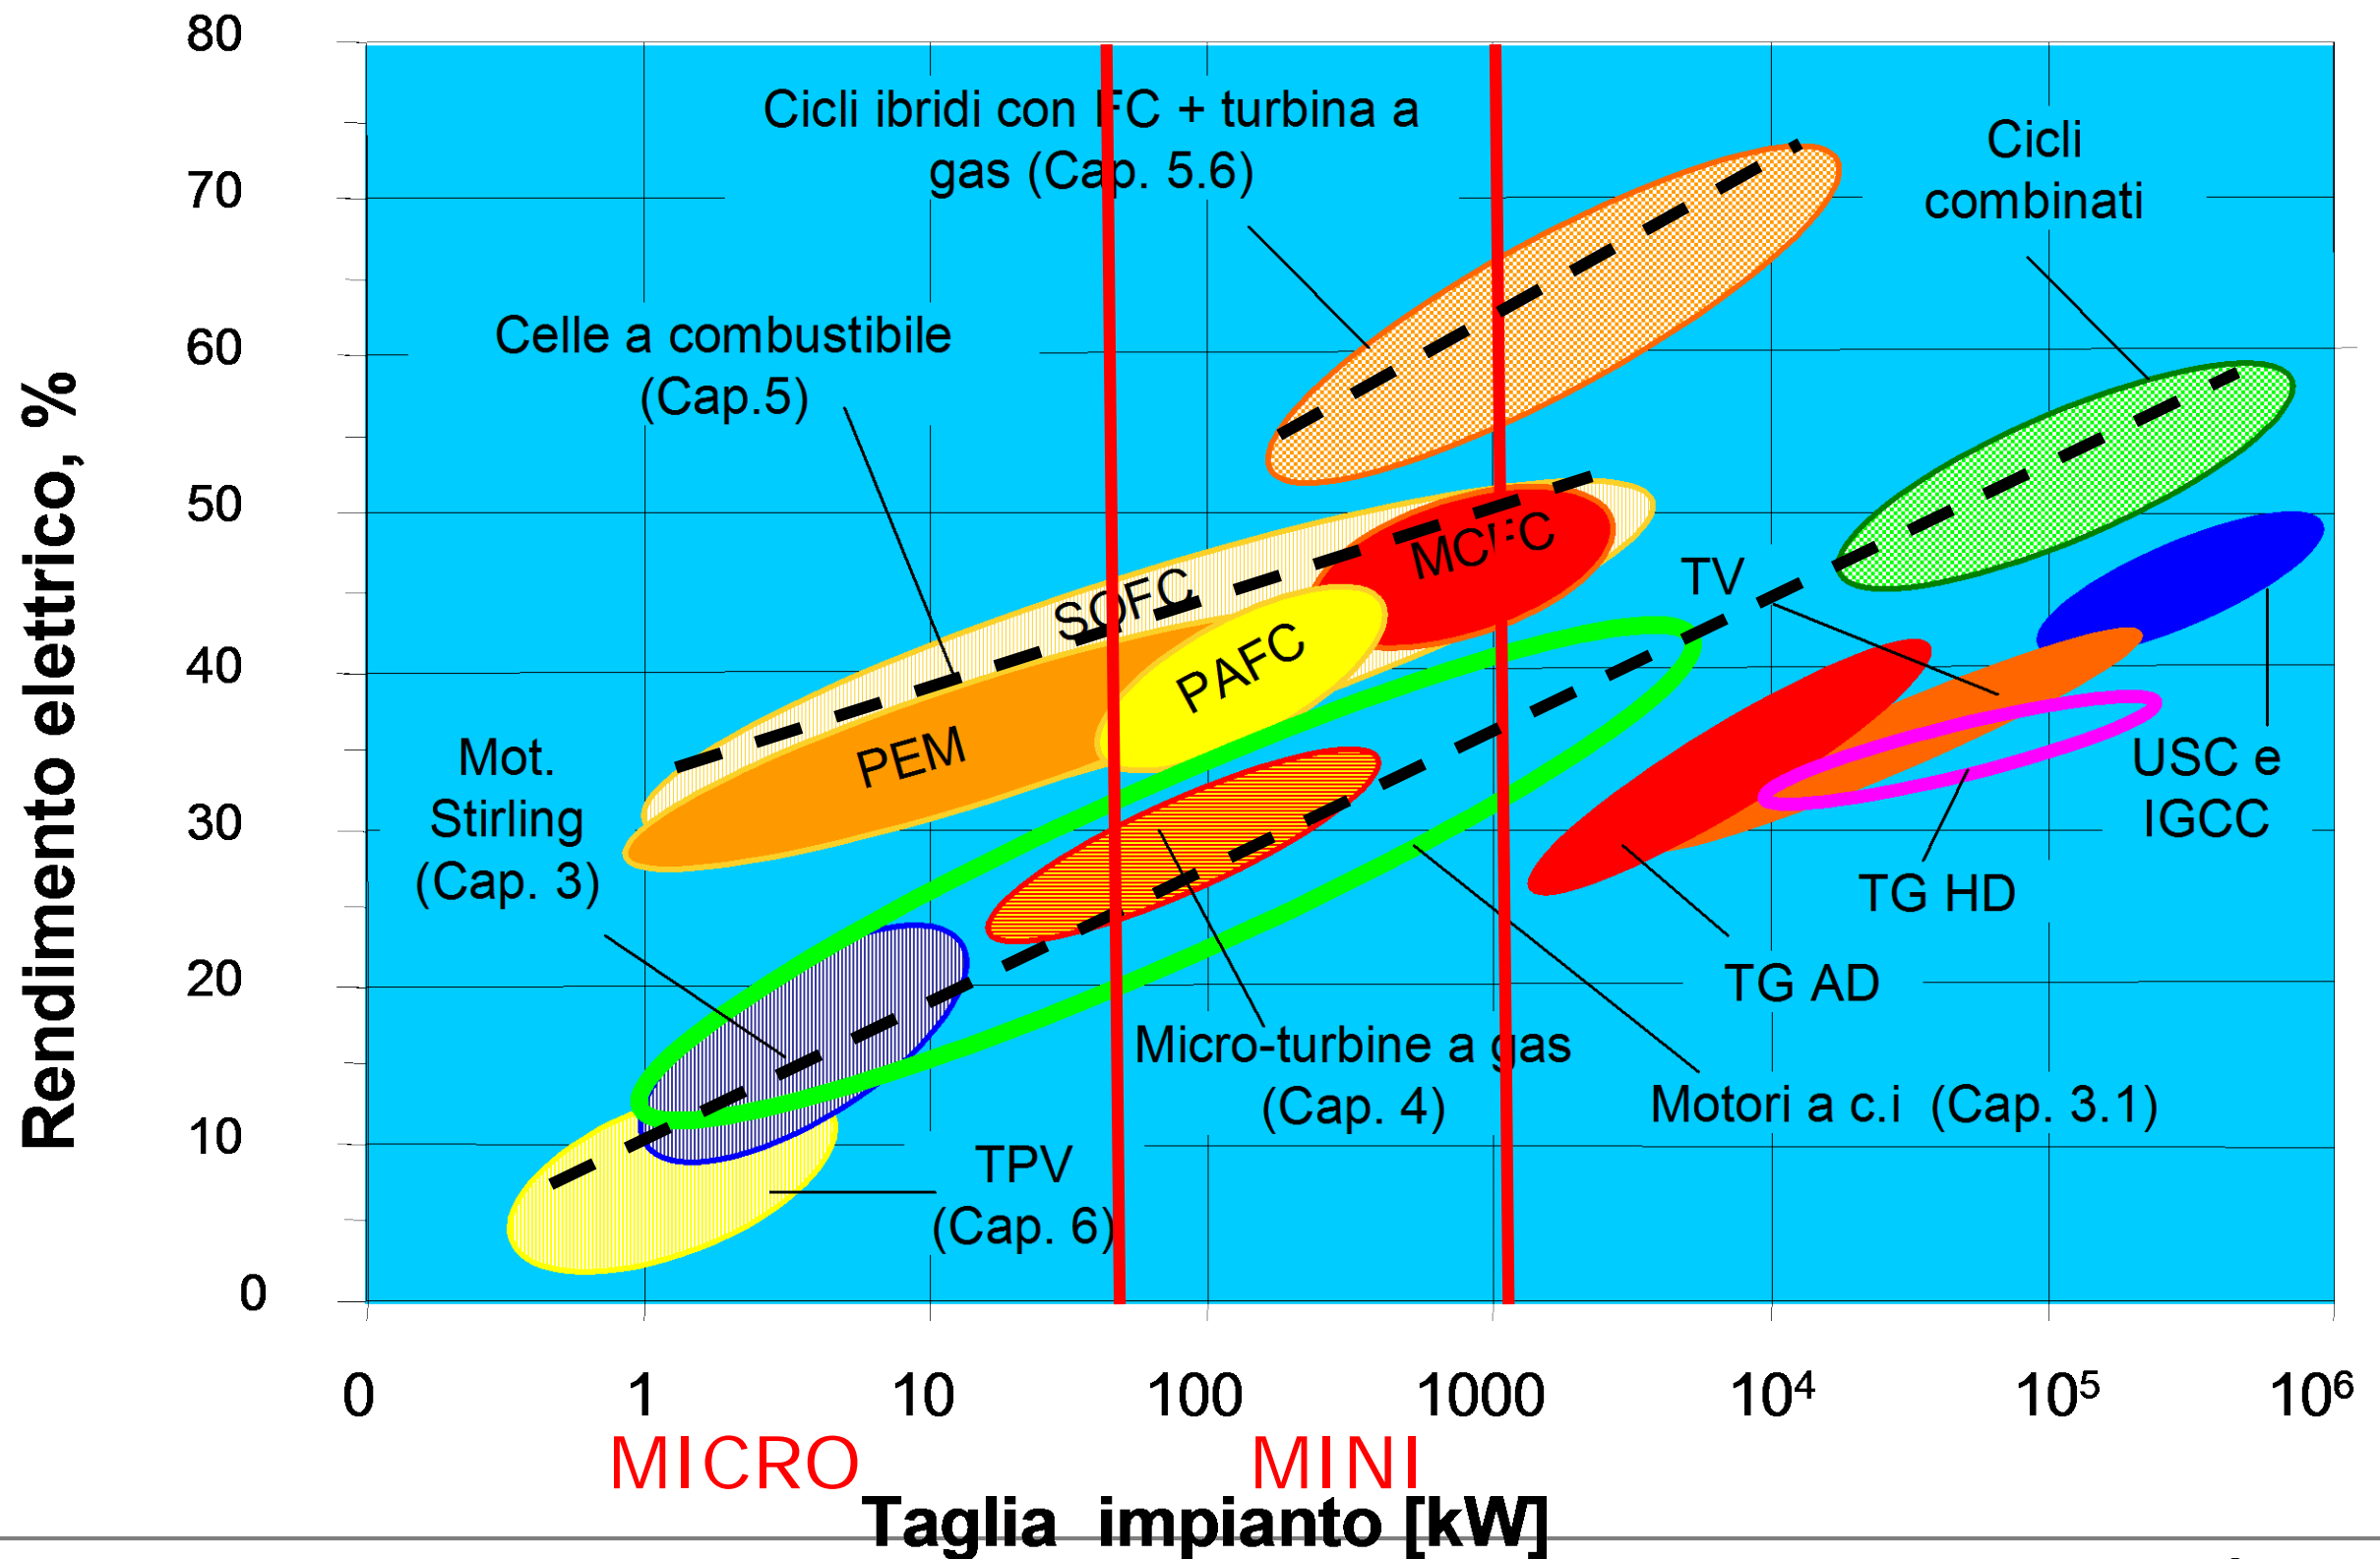 80
Cicli ibridi con FC + turbina a
gas (Cap. 5.6)
Cicli
combinati
70
60
Celle a combustibile
(Cap.5)
50
SOFC
MCFC
TV
40
PAFC
PEM
Mot.
Stirling
(Cap. 3)
USC e
IGCC
30
TG HD
TG AD
20
Micro-turbine a gas
(Cap. 4)
Motori a c.i (Cap. 3.1)
10
TPV
(Cap. 6)
0
Rendimento elettrico, %
0 1 10 100 1000 10⁴ 10⁵ 10⁶
MICRO MINI
Taglia impianto [kW]